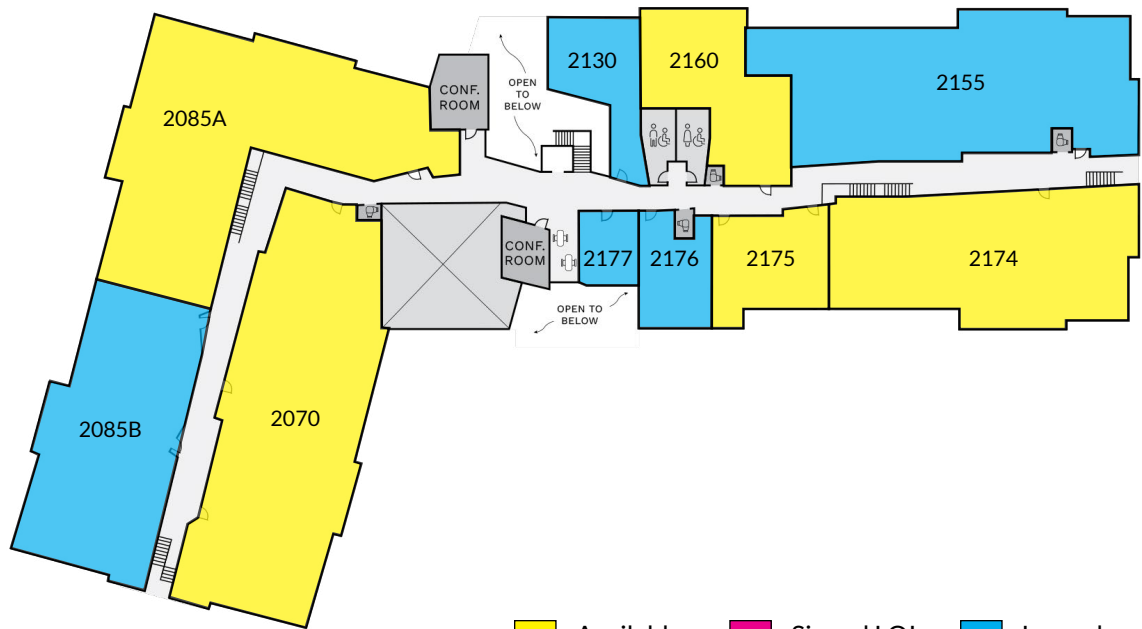 2130
2160
2155
2085A
CONF.
ROOM
OPEN
TO
BELOW
CONF.
ROOM
2177
2176
2175
2174
OPEN TO
BELOW
2070
2085B